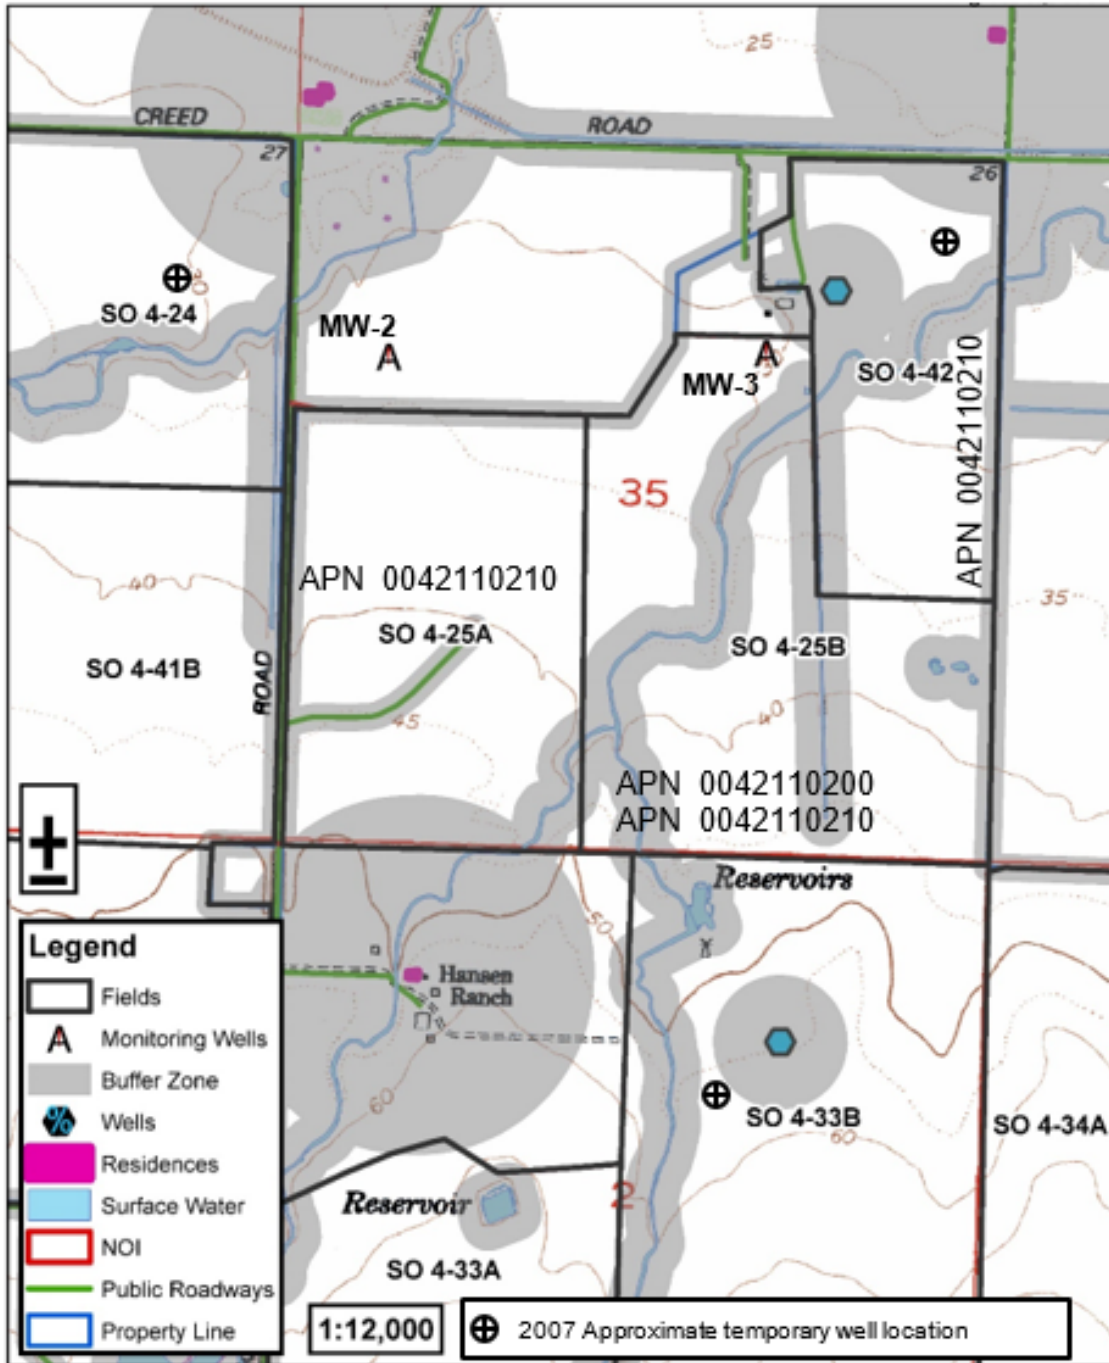 25
CREED
ROAD
27
26
30
SO 4-24
MW-2
A
A
30
MW-3
SO 4-42
APN 0042110210
35
APN 0042110210
40
35
SO 4-25A
SO 4-25B
SO 4-41B
ROAD
45
40
APN 0042110200
APN 0042110210
Reservoirs
50
Hansen
Ranch
60
SO 4-33B
60
SO 4-34A
Reservoir
2
SO 4-33A
Legend
Fields
A Monitoring Wells
Buffer Zone
% Wells
Residences
Surface Water
NOI
Public Roadways
Property Line
1:12,000
2007 Approximate temporary well location